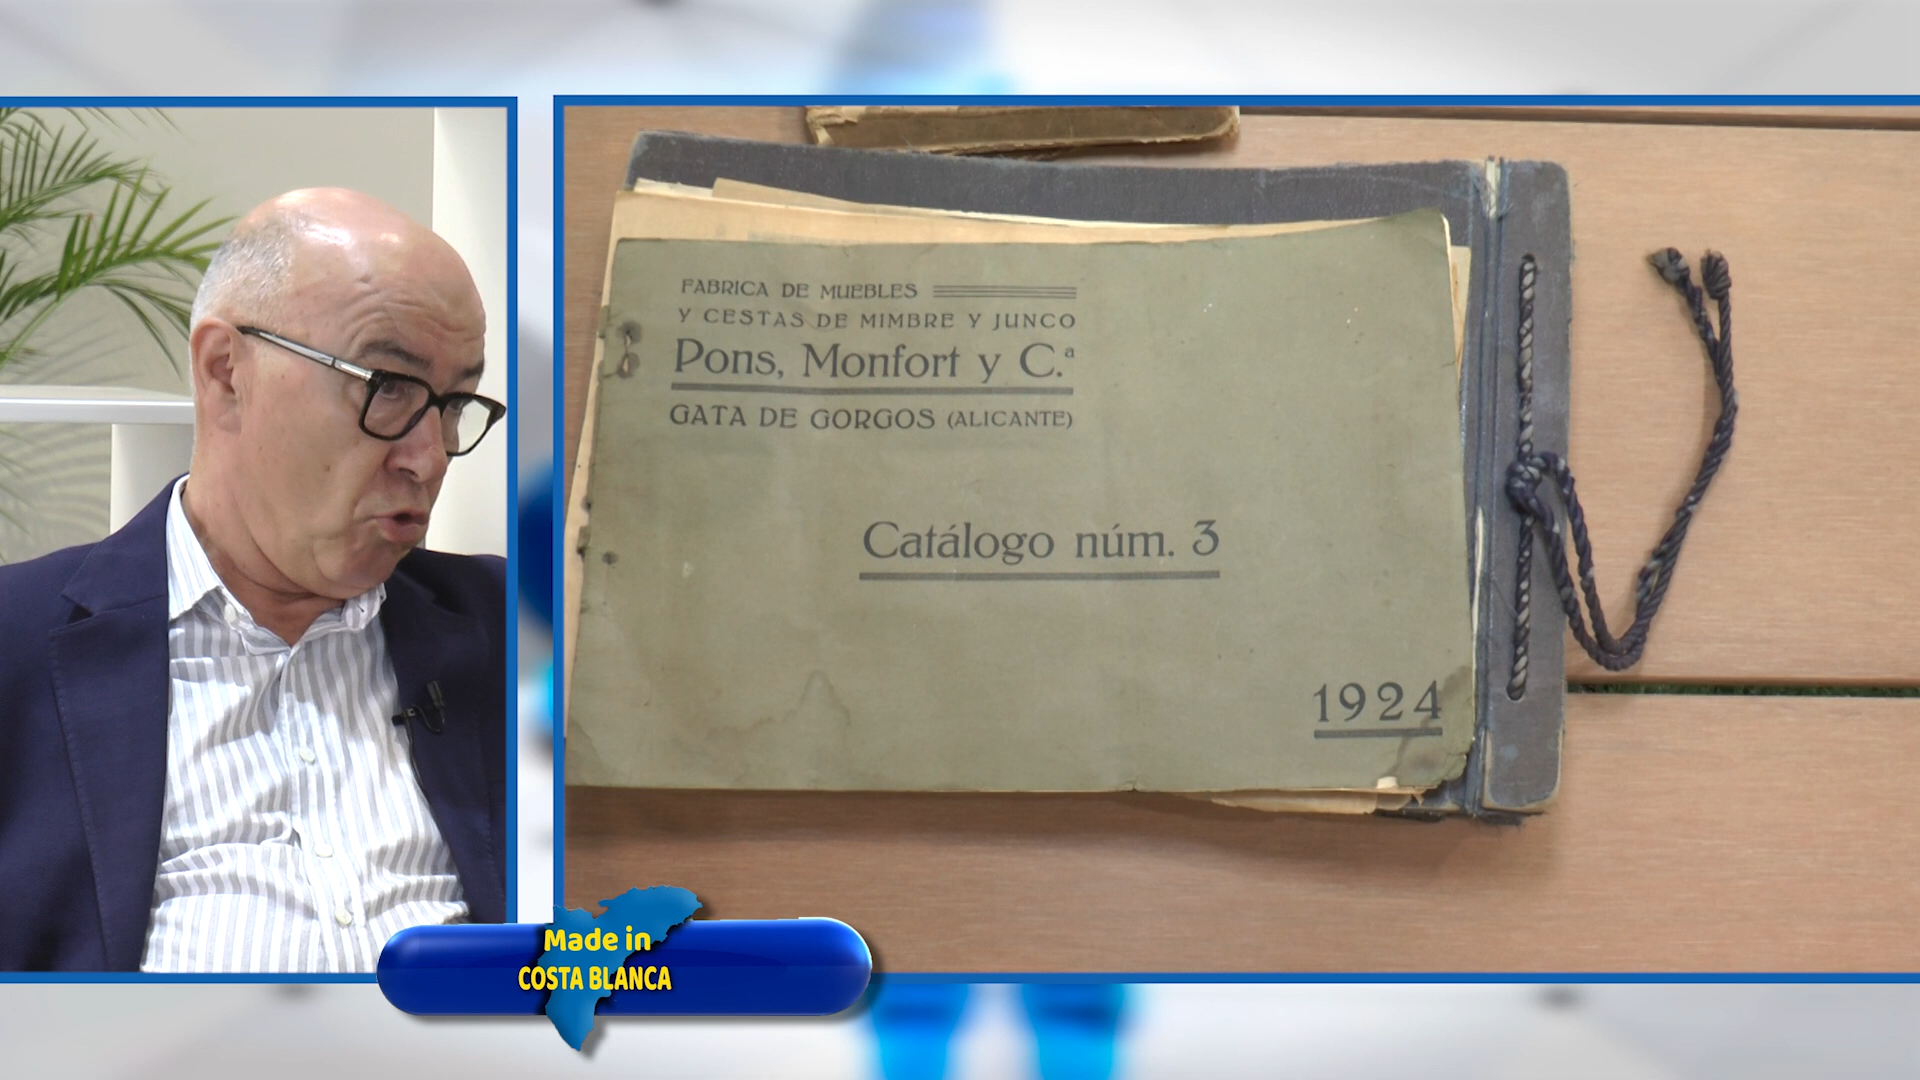 FABRICA DE MUEBLES
Y CESTAS DE MIMBRE Y JUNCO
Pons, Monfort y C.ª
GATA DE GORGOS (ALICANTE)
Catálogo núm. 3
1924
Made in
COSTA BLANCA